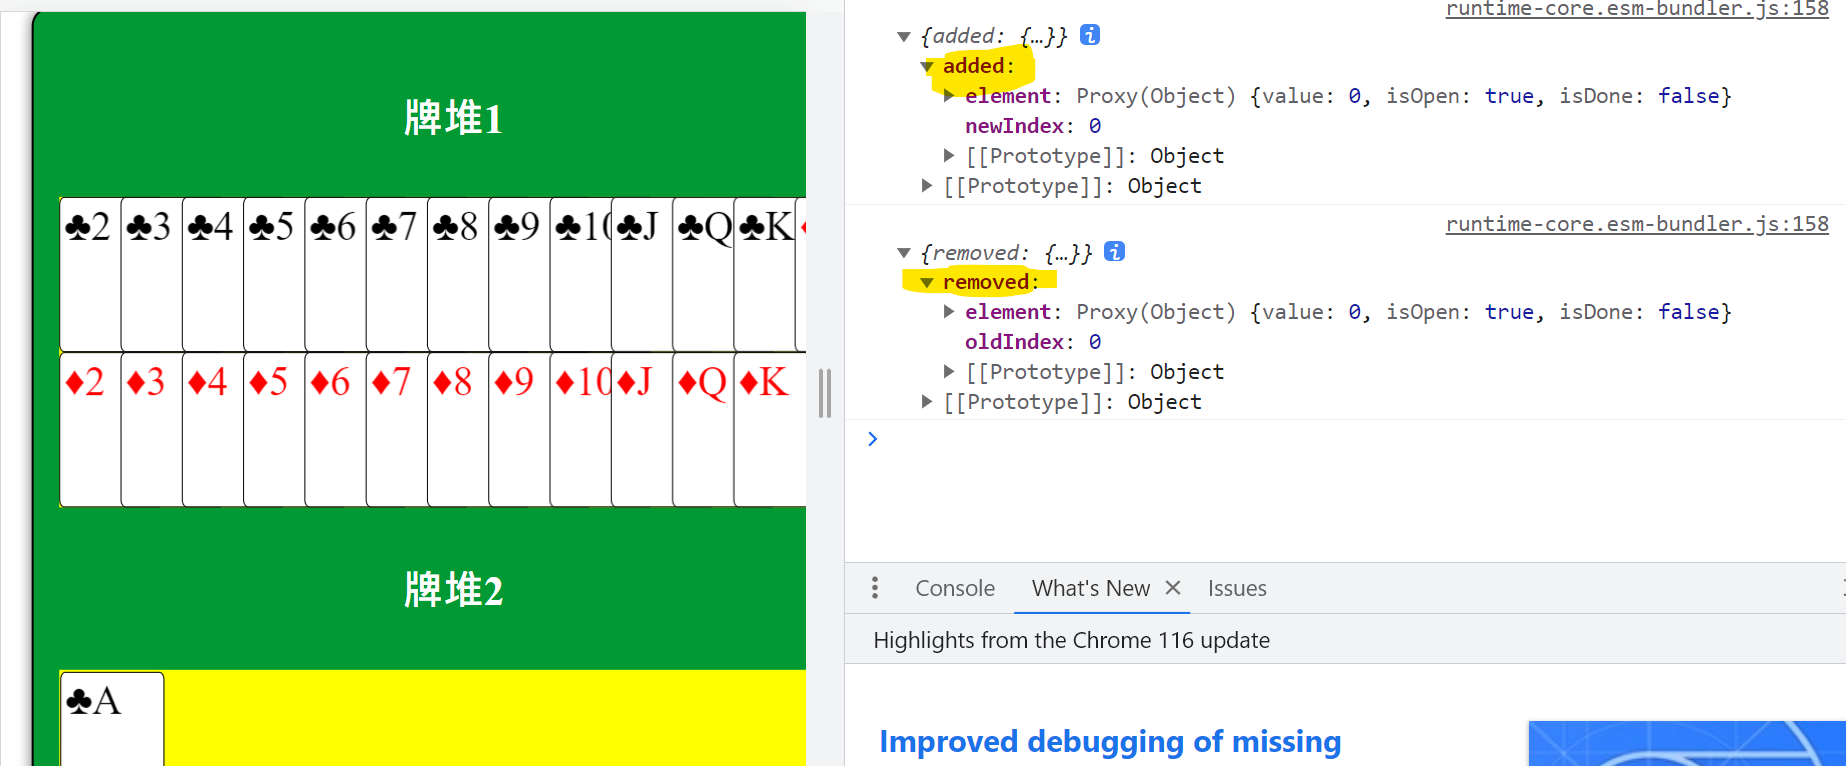 牌堆1
♣2 ♣3 ♣4 ♣5 ♣6 ♣7 ♣8 ♣9 ♣10 ♣J ♣Q ♣K ♦
♦2 ♦3 ♦4 ♦5 ♦6 ♦7 ♦8 ♦9 ♦10 ♦J ♦Q ♦K
牌堆2
♣A
runtime-core.esm-bundler.js:158
▼ {added: {…}} i
▼ added:
▶ element: Proxy(Object) {value: 0, isOpen: true, isDone: false}
newIndex: 0
▶ [[Prototype]]: Object
▶ [[Prototype]]: Object
runtime-core.esm-bundler.js:158
▼ {removed: {…}} i
▼ removed:
▶ element: Proxy(Object) {value: 0, isOpen: true, isDone: false}
oldIndex: 0
▶ [[Prototype]]: Object
▶ [[Prototype]]: Object
Console What's New Issues
Highlights from the Chrome 116 update
Improved debugging of missing